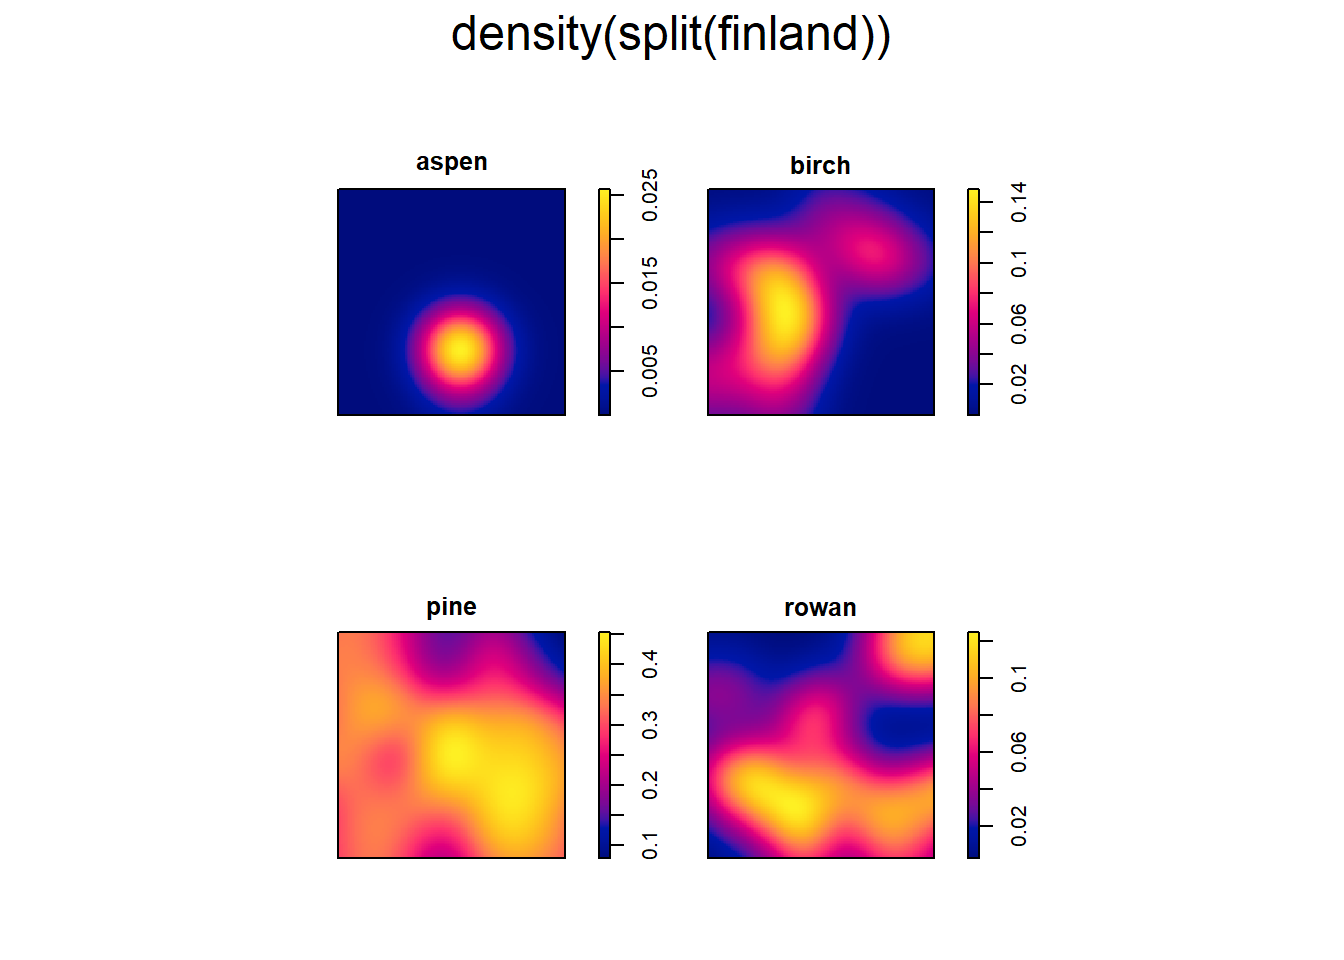 density(split(finland))
aspen
0.005 0.015 0.025
birch
0.02 0.06 0.1 0.14
pine
0.1 0.2 0.3 0.4
rowan
0.02 0.06 0.1